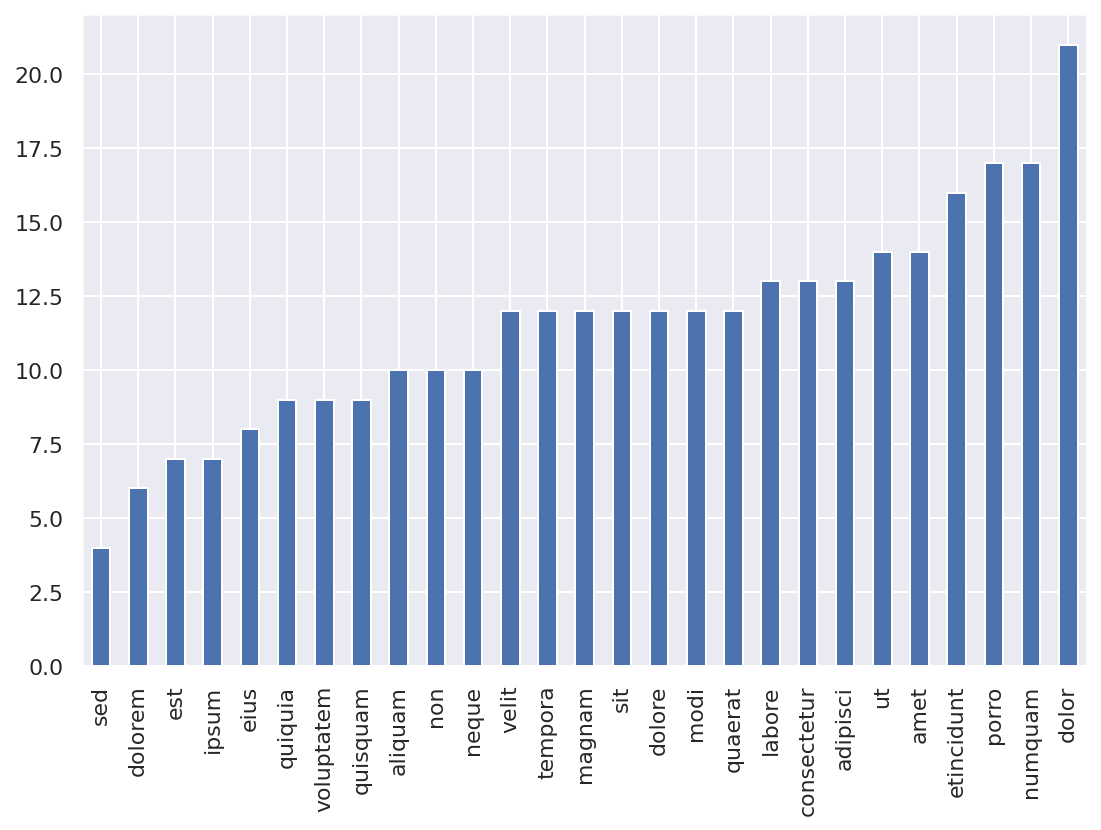 20.0
17.5
15.0
12.5
10.0
7.5
5.0
2.5
0.0
sed
dolorem
est
ipsum
eius
quiquia
voluptatem
quisquam
aliquam
non
neque
velit
tempora
magnam
sit
dolore
modi
quaerat
labore
consectetur
adipisci
ut
amet
etincidunt
porro
numquam
dolor